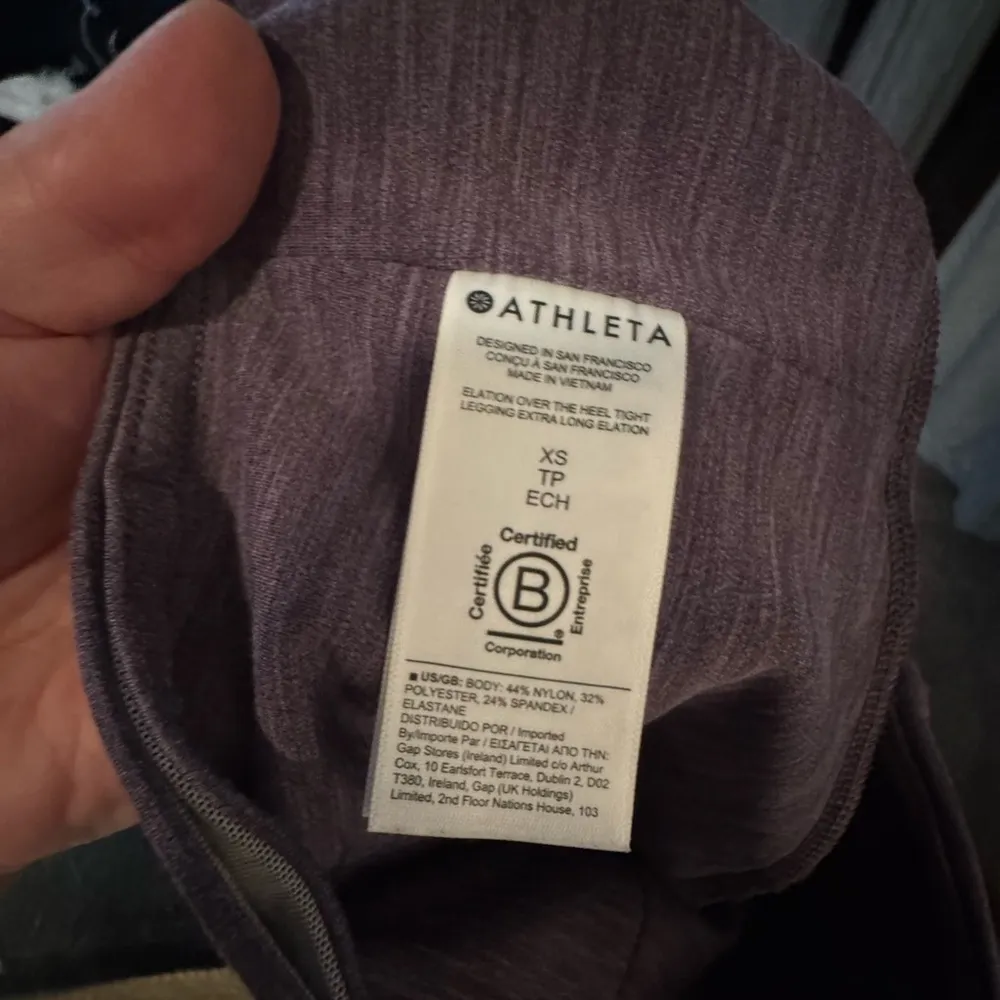 ATHLETA
DESIGNED IN SAN FRANCISCO
CONÇU À SAN FRANCISCO
MADE IN VIETNAM
ELATION OVER THE HEEL TIGHT
LEGGING EXTRA LONG ELATION
XS
TP
ECH
Certified
Certifiée
B
Entreprise
®
Corporation
■ US/GB: BODY: 44% NYLON, 32%
POLYESTER, 24% SPANDEX /
ELASTANE
DISTRIBUIDO POR / Imported
By/Importe Par / ΕΙΣΑΓΕΤΑΙ ΑΠΟ ΤΗΝ:
Gap Stores (Ireland) Limited c/o Arthur
Cox, 10 Earlsfort Terrace, Dublin 2, D02
T380, Ireland, Gap (UK Holdings)
Limited, 2nd Floor Nations House, 103